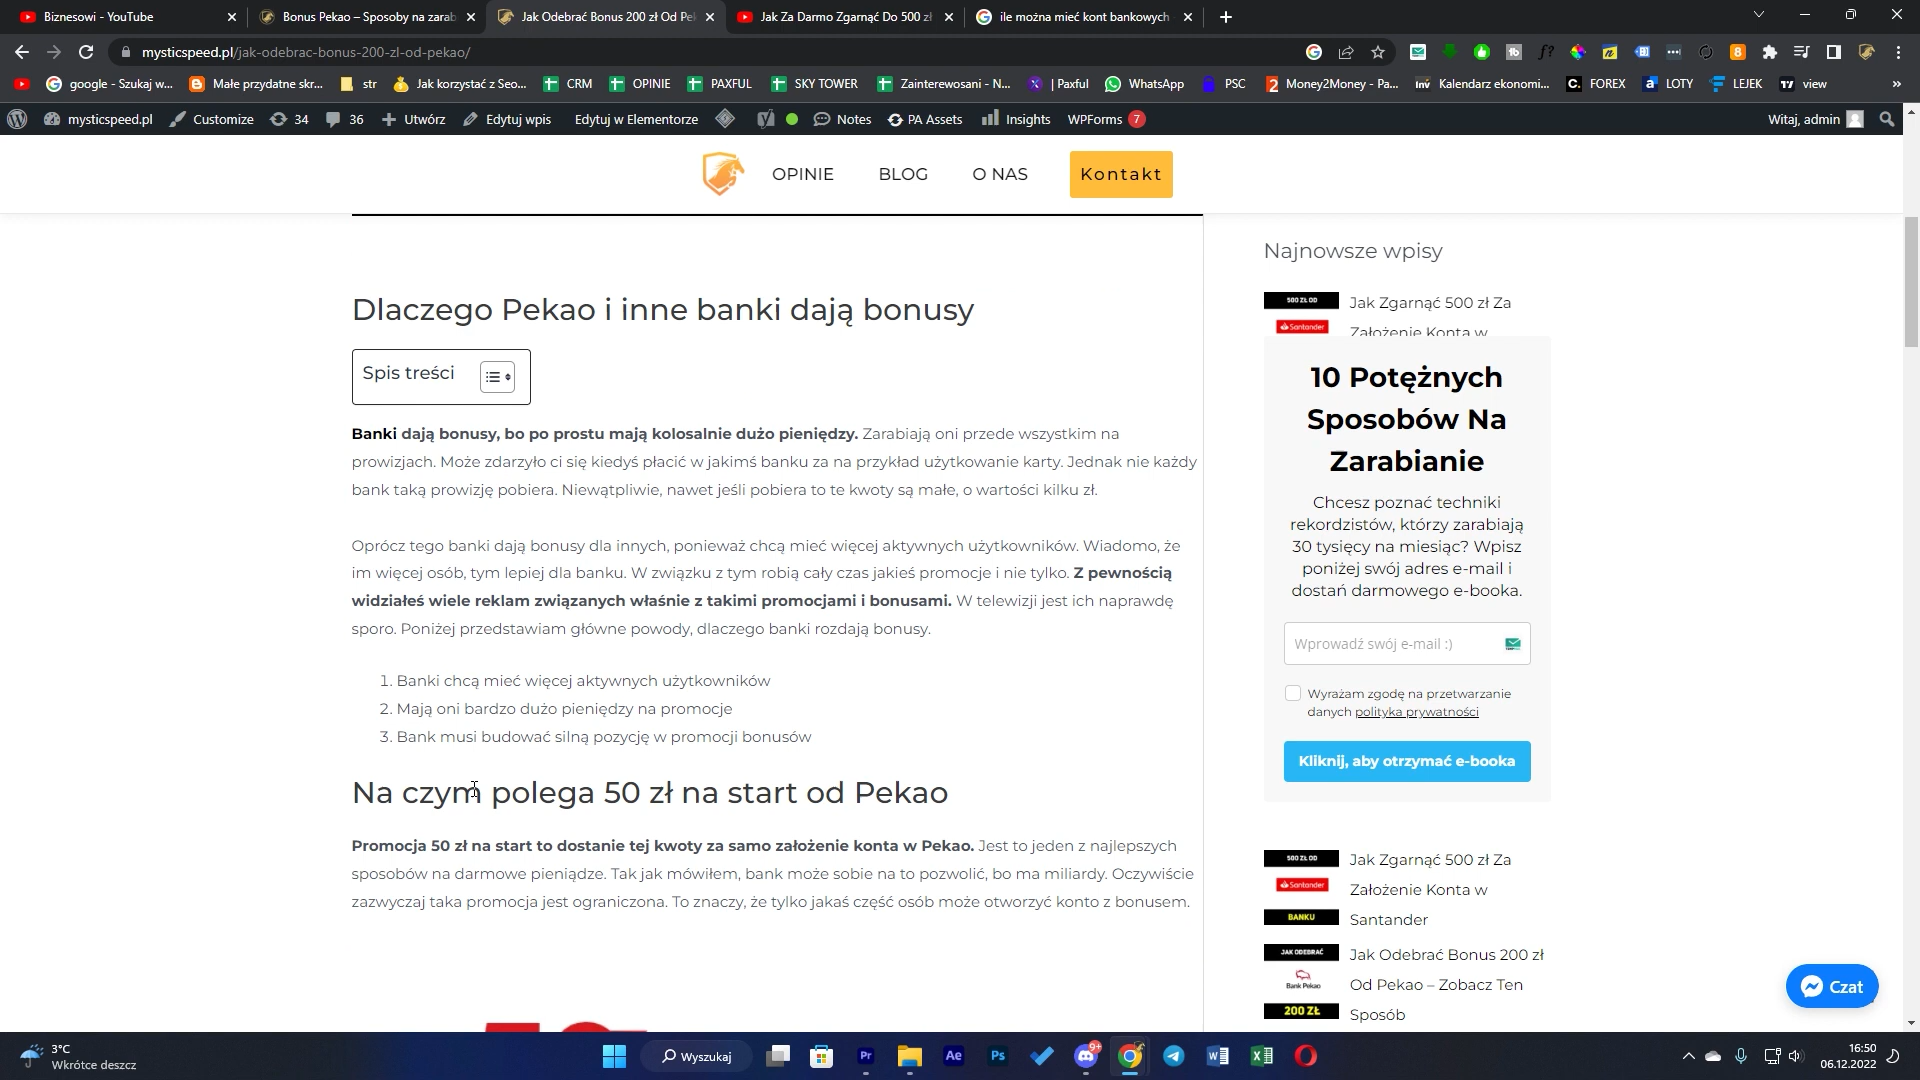 Biznesowi - YouTube
Bonus Pekao – Sposoby na zarab
Jak Odebrać Bonus 200 zł Od Pe
Jak Za Darmo Zgarnąć Do 500 zł
ile można mieć kont bankowych
mysticspeed.pl/jak-odebrac-bonus-200-zl-od-pekao/
google - Szukaj w...
Małe przydatne skr...
str
Jak korzystać z Seo...
CRM
OPINIE
PAXFUL
SKY TOWER
Zainteresowani - N...
| Paxful
WhatsApp
PSC
Money2Money - Pa...
Kalendarz ekonomi...
FOREX
LOTY
LEJEK
view
»
mysticspeed.pl
Customize
34
36
Utwórz
Edytuj wpis
Edytuj w Elementorze
Notes
PA Assets
Insights
WPForms 7
Witaj, admin
OPINIE
BLOG
O NAS
Kontakt
Dlaczego Pekao i inne banki dają bonusy
Spis treści
Banki dają bonusy, bo po prostu mają kolosalnie dużo pieniędzy. Zarabiają oni przede wszystkim na
prowizjach. Może zdarzyło ci się kiedyś płacić w jakimś banku za na przykład użytkowanie karty. Jednak nie każdy
bank taką prowizję pobiera. Niewątpliwie, nawet jeśli pobiera to te kwoty są małe, o wartości kilku zł.
Oprócz tego banki dają bonusy dla innych, ponieważ chcą mieć więcej aktywnych użytkowników. Wiadomo, że
im więcej osób, tym lepiej dla banku. W związku z tym robią cały czas jakieś promocje i nie tylko. Z pewnością
widziałeś wiele reklam związanych właśnie z takimi promocjami i bonusami. W telewizji jest ich naprawdę
sporo. Poniżej przedstawiam główne powody, dlaczego banki rozdają bonusy.
1. Banki chcą mieć więcej aktywnych użytkowników
2. Mają oni bardzo dużo pieniędzy na promocje
3. Bank musi budować silną pozycję w promocji bonusów
Na czym polega 50 zł na start od Pekao
Promocja 50 zł na start to dostanie tej kwoty za samo założenie konta w Pekao. Jest to jeden z najlepszych
sposobów na darmowe pieniądze. Tak jak mówiłem, bank może sobie na to pozwolić, bo ma miliardy. Oczywiście
zazwyczaj taka promocja jest ograniczona. To znaczy, że tylko jakaś część osób może otworzyć konto z bonusem.
Najnowsze wpisy
500 ZŁ OD
Santander
Jak Zgarnąć 500 zł Za
Założenie Konta w
10 Potężnych
Sposobów Na
Zarabianie
Chcesz poznać techniki
rekordzistów, którzy zarabiają
30 tysięcy na miesiąc? Wpisz
poniżej swój adres e-mail i
dostań darmowego e-booka.
Wprowadź swój e-mail :)
Wyrażam zgodę na przetwarzanie
danych polityka prywatności
Kliknij, aby otrzymać e-booka
500 ZŁ OD
Santander
BANKU
Jak Zgarnąć 500 zł Za
Założenie Konta w
Santander
JAK ODEBRAĆ
Bank Pekao
200 ZŁ
Jak Odebrać Bonus 200 zł
Od Pekao – Zobacz Ten
Sposób
Czat
3°C
Wkrótce deszcz
Wyszukaj
Pr
Ae
Ps
9+
16:50
06.12.2022